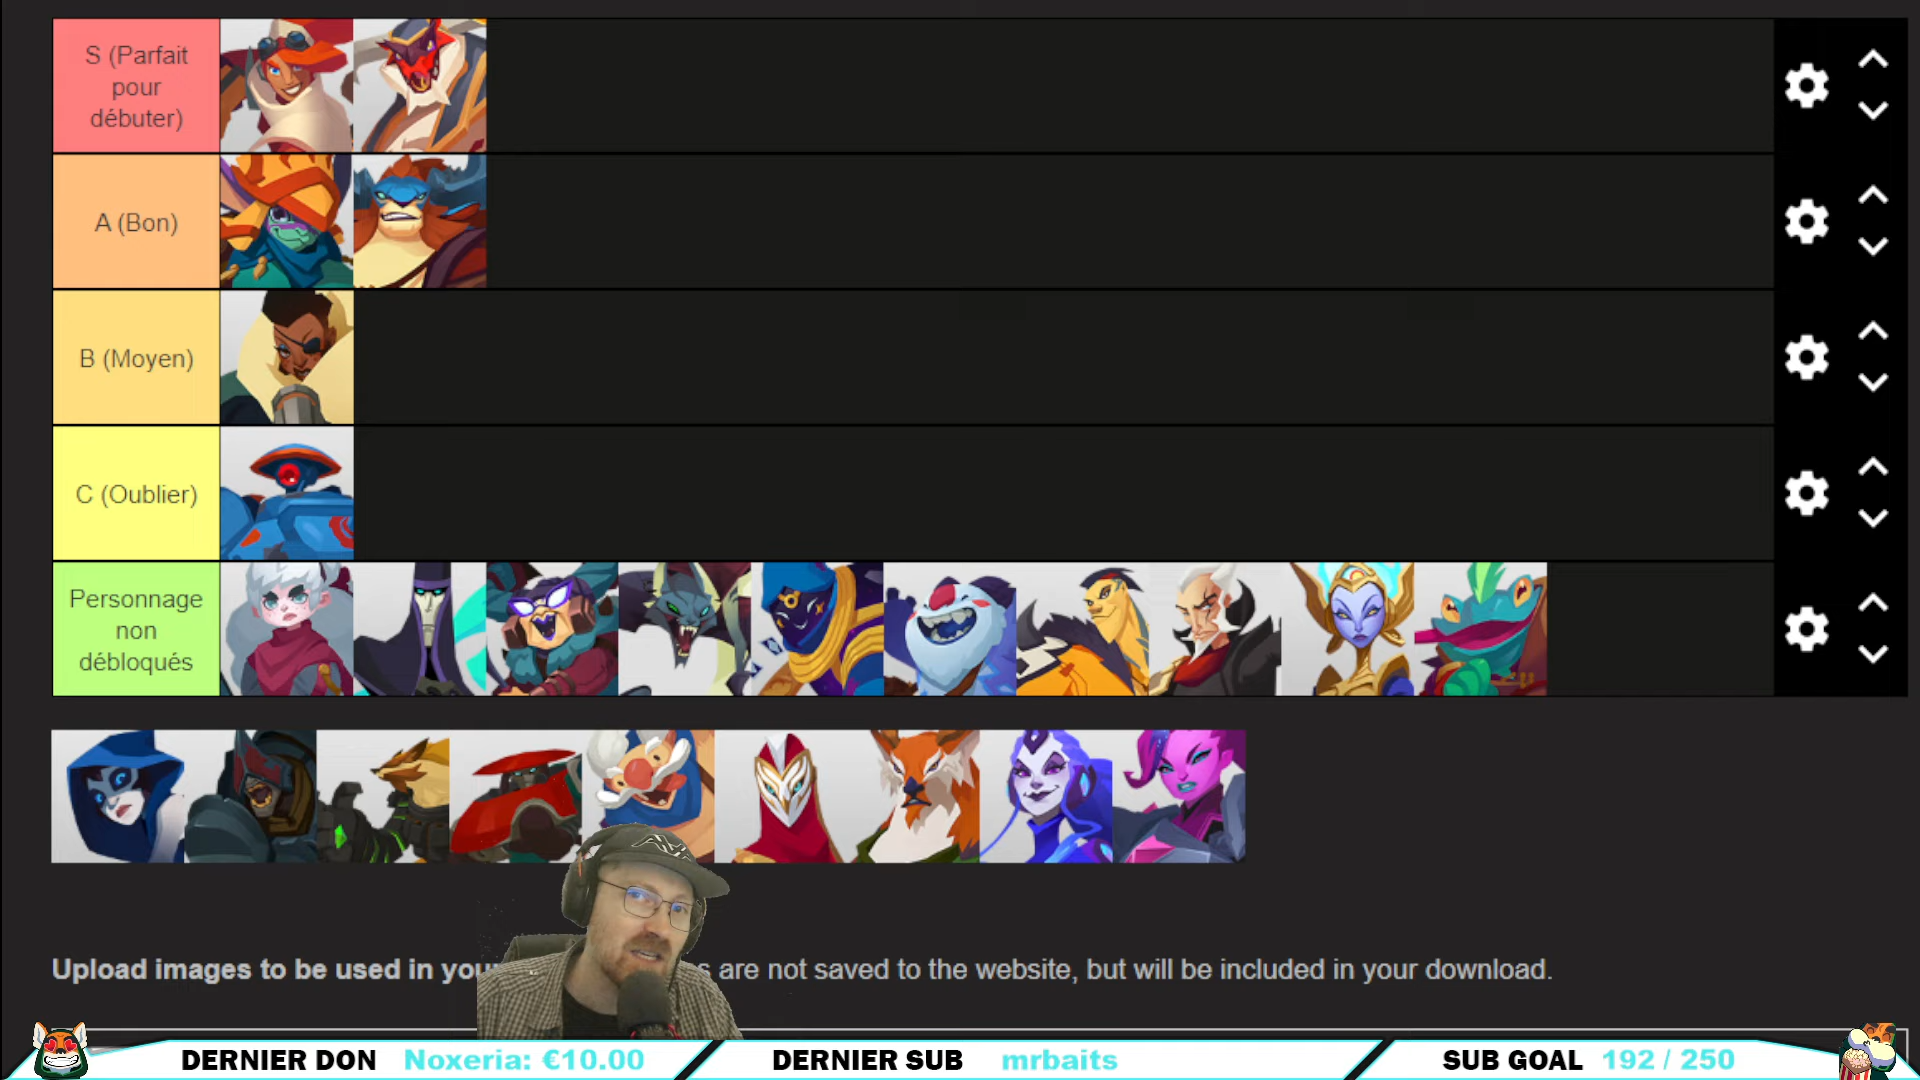 S (Parfait
pour
débuter)
A (Bon)
B (Moyen)
C (Oublier)
Personnage
non
débloqués
Upload images to be used in
are not saved to the website, but will be included in your download.
DERNIER DON Noxeria: €10.00 DERNIER SUB mrbaits SUB GOAL 192 / 250